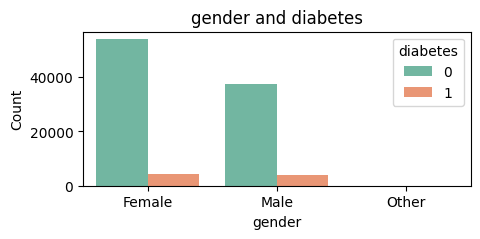 gender and diabetes
diabetes
0
1
Count
40000
20000
0
Female Male Other
gender